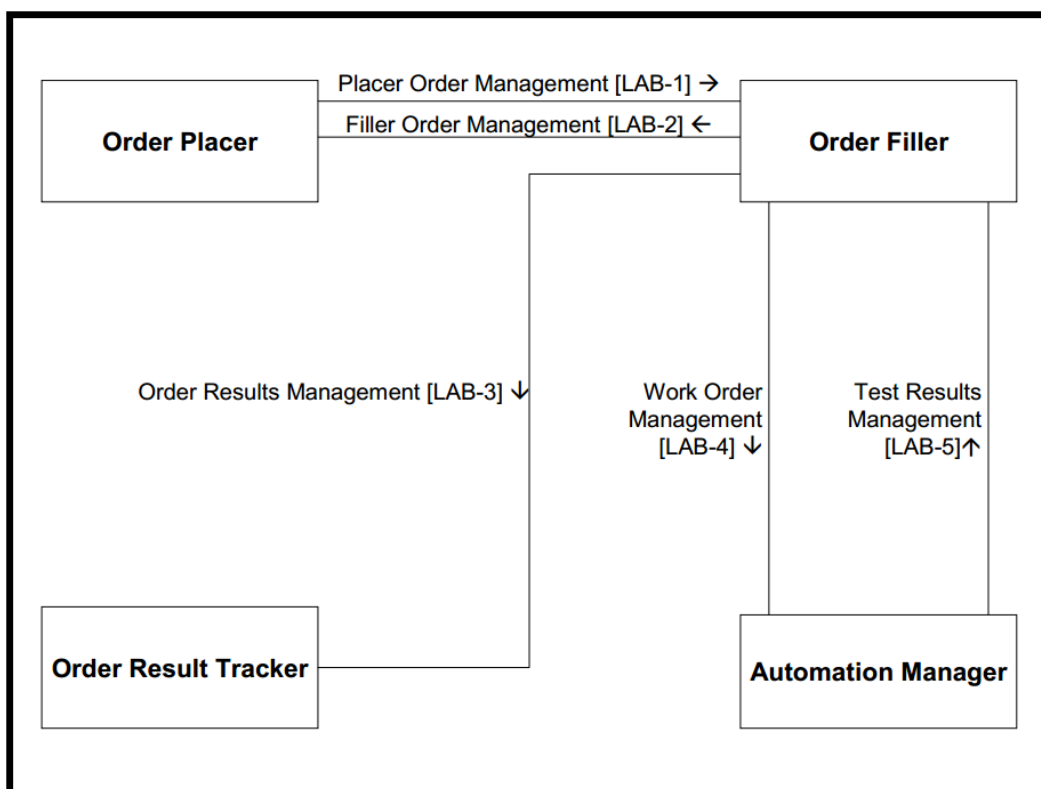 Placer Order Management [LAB-1] →
Order Placer
Filler Order Management [LAB-2] ←
Order Filler
Order Results Management [LAB-3] ↓
Work Order
Management
[LAB-4] ↓
Test Results
Management
[LAB-5]↑
Order Result Tracker
Automation Manager